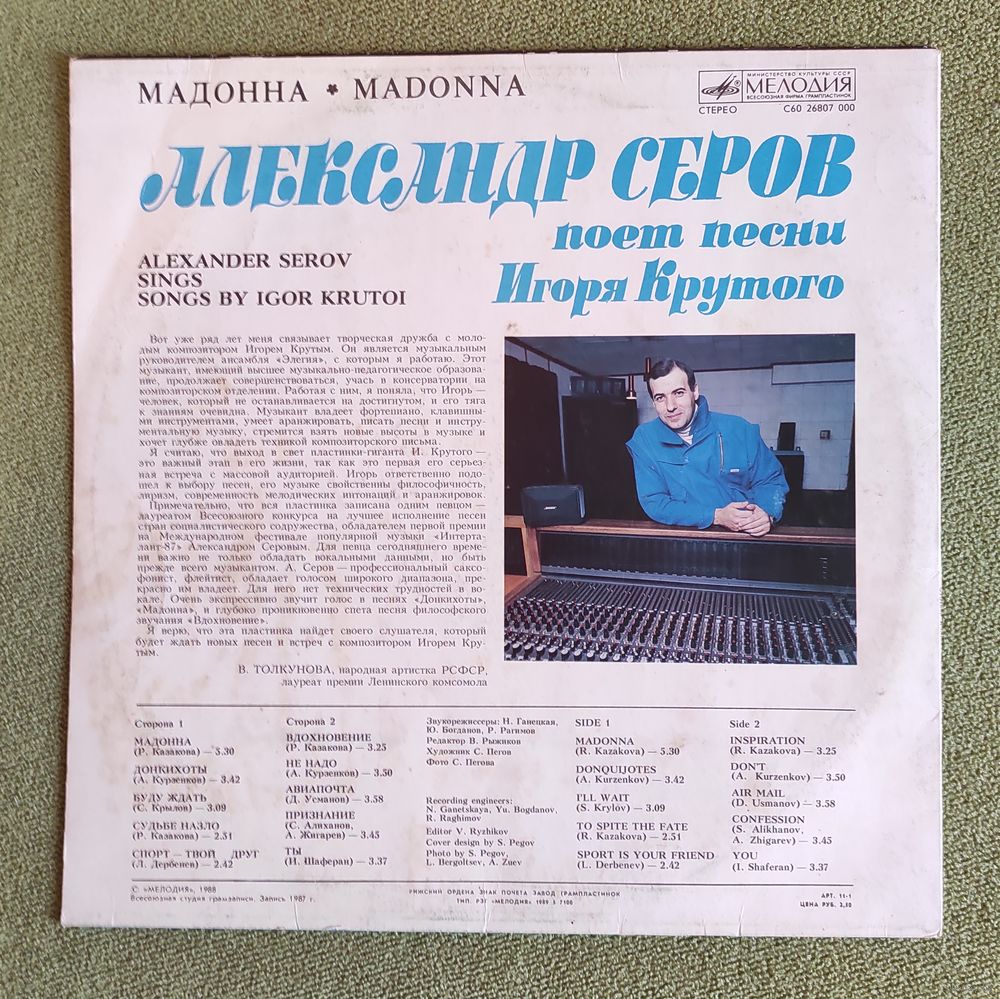 МАДОННА • MADONNA
МИНИСТЕРСТВО КУЛЬТУРЫ СССР
МЕЛОДИЯ
ВСЕСОЮЗНАЯ ФИРМА ГРАМПЛАСТИНОК
СТЕРЕО С60 26807 000
АЛЕКСАНДР СЕРОВ
поет песни
Игоря Крутого
ALEXANDER SEROV
SINGS
SONGS BY IGOR KRUTOI
Вот уже ряд лет меня связывает творческая дружба с моло-
дым композитором Игорем Крутым. Он является музыкальным
руководителем ансамбля «Элегия», с которым я работаю. Этот
музыкант, имеющий высшее музыкально-педагогическое образова-
ние, продолжает совершенствоваться, учась в консерватории на
композиторском отделении. Работая с ним, я поняла, что Игорь —
человек, который не останавливается на достигнутом, и его тяга
к знаниям очевидна. Музыкант владеет фортепиано, клавишны-
ми инструментами, умеет аранжировать, писать песни и инстру-
ментальную музыку, стремится взять новые высоты в музыке и
хочет глубже овладеть техникой композиторского письма.
Я считаю, что выход в свет пластинки-гиганта И. Крутого —
это важный этап в его жизни, так как это первая его серьез-
ная встреча с массовой аудиторией. Игорь ответственно подо-
шел к выбору песен, его музыке свойственны философичность,
лиризм, современность мелодических интонаций и аранжировок.
Примечательно, что вся пластинка записана одним певцом —
лауреатом Всесоюзного конкурса на лучшее исполнение песен
стран социалистического содружества, обладателем первой премии
на Международном фестивале популярной музыки «Интерта-
лант-87» Александром Серовым. Для певца сегодняшнего време-
ни важно не только обладать вокальными данными, но быть
прежде всего музыкантом. А. Серов — профессиональный саксо-
фонист, флейтист, обладает голосом широкого диапазона, пре-
красно им владеет. Для него нет технических трудностей в во-
кале. Очень экспрессивно звучит голос в песнях «Донкихоты»,
«Мадонна», и глубоко проникновенно спета песня философского
звучания «Вдохновение».
Я верю, что эта пластинка найдет своего слушателя, который
будет ждать новых песен и встреч с композитором Игорем Кру-
тым.
В. ТОЛКУНОВА, народная артистка РСФСР,
лауреат премии Ленинского комсомола
BOSE
Сторона 1
МАДОННА
(Р. Казакова) — 5.30
ДОНКИХОТЫ
(А. Курзенков) — 3.42
БУДУ ЖДАТЬ
(С. Крылов) — 3.09
СУДЬБЕ НАЗЛО
(Р. Казакова) — 2.51
СПОРТ — ТВОЙ ДРУГ
(Л. Дербенев) — 2.42
Сторона 2
ВДОХНОВЕНИЕ
(Р. Казакова) — 3.25
НЕ НАДО
(А. Курзенков) — 3.50
АВИАПОЧТА
(Д. Усманов) — 3.58
ПРИЗНАНИЕ
(С. Алиханов,
А. Жигарев) — 3.45
ТЫ
(И. Шаферан) — 3.37
Звукорежиссеры: Н. Ганецкая,
Ю. Богданов, Р. Рагимов
Редактор В. Рыжиков
Художник С. Пегов
Фото С. Пегова
Recording engineers:
N. Ganetskaya, Yu. Bogdanov,
R. Raghimov
Editor V. Ryzhikov
Cover design by S. Pegov
Photo by S. Pegov,
L. Bergoltsev, A. Zuev
SIDE 1
MADONNA
(R. Kazakova) — 5.30
DONQUIJOTES
(A. Kurzenkov) — 3.42
I'LL WAIT
(S. Krylov) — 3.09
TO SPITE THE FATE
(R. Kazakova) — 2.51
SPORT IS YOUR FRIEND
(L. Derbenev) — 2.42
Side 2
INSPIRATION
(R. Kazakova) — 3.25
DON'T
(A. Kurzenkov) — 3.50
AIR MAIL
(D. Usmanov) — 3.58
CONFESSION
(S. Alikhanov,
A. Zhigarev) — 3.45
YOU
(I. Shaferan) — 3.37
© «МЕЛОДИЯ», 1988
Всесоюзная студия грамзаписи. Запись 1987 г.
РИЖСКИЙ ОРДЕНА ЗНАК ПОЧЕТА ЗАВОД ГРАМПЛАСТИНОК
ТИП. РЗГ «МЕЛОДИЯ» 1989 З 7100
АРТ. 11-1
ЦЕНА РУБ. 3,50